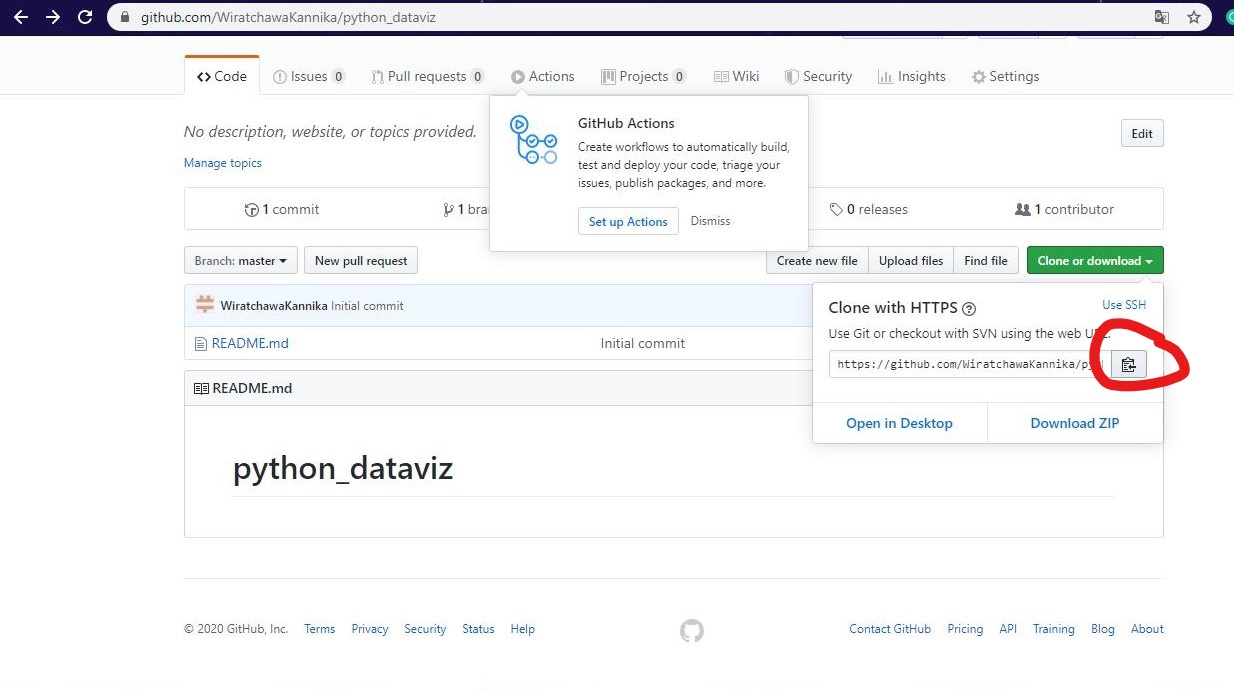 github.com/WiratchawaKannika/python_dataviz
Code Issues 0 Pull requests 0 Actions Projects 0 Wiki Security Insights Settings
GitHub Actions
Create workflows to automatically build,
test and deploy your code, triage your
issues, publish packages, and more.
Set up Actions Dismiss
No description, website, or topics provided.
Edit
Manage topics
1 commit 1 0 releases 1 contributor
Branch: master New pull request Create new file Upload files Find file Clone or download
WiratchawaKannika Initial commit
README.md Initial commit
Clone with HTTPS Use SSH
Use Git or checkout with SVN using the web URL.
https://github.com/WiratchawaKannika/py
Open in Desktop Download ZIP
README.md
python_dataviz
© 2020 GitHub, Inc. Terms Privacy Security Status Help Contact GitHub Pricing API Training Blog About